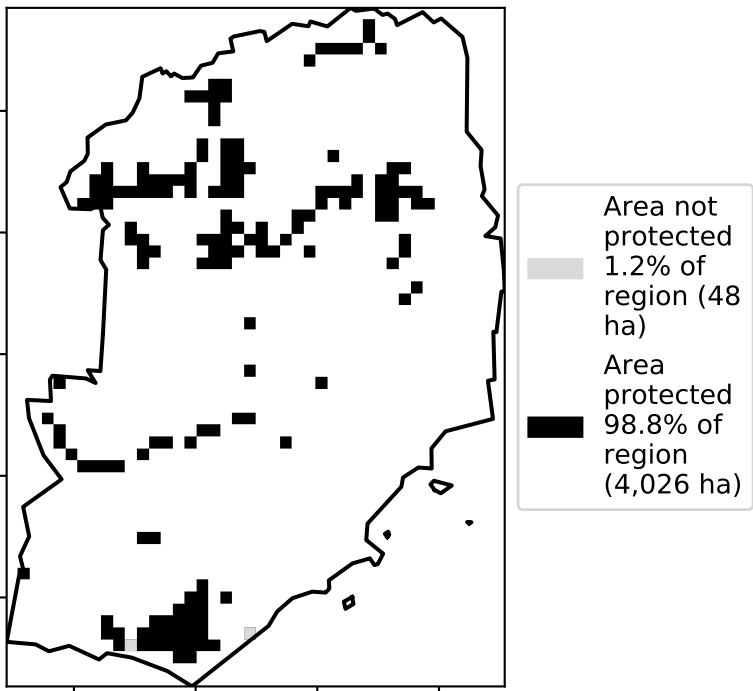 Area not
protected
1.2% of
region (48
ha)
Area
protected
98.8% of
region
(4,026 ha)